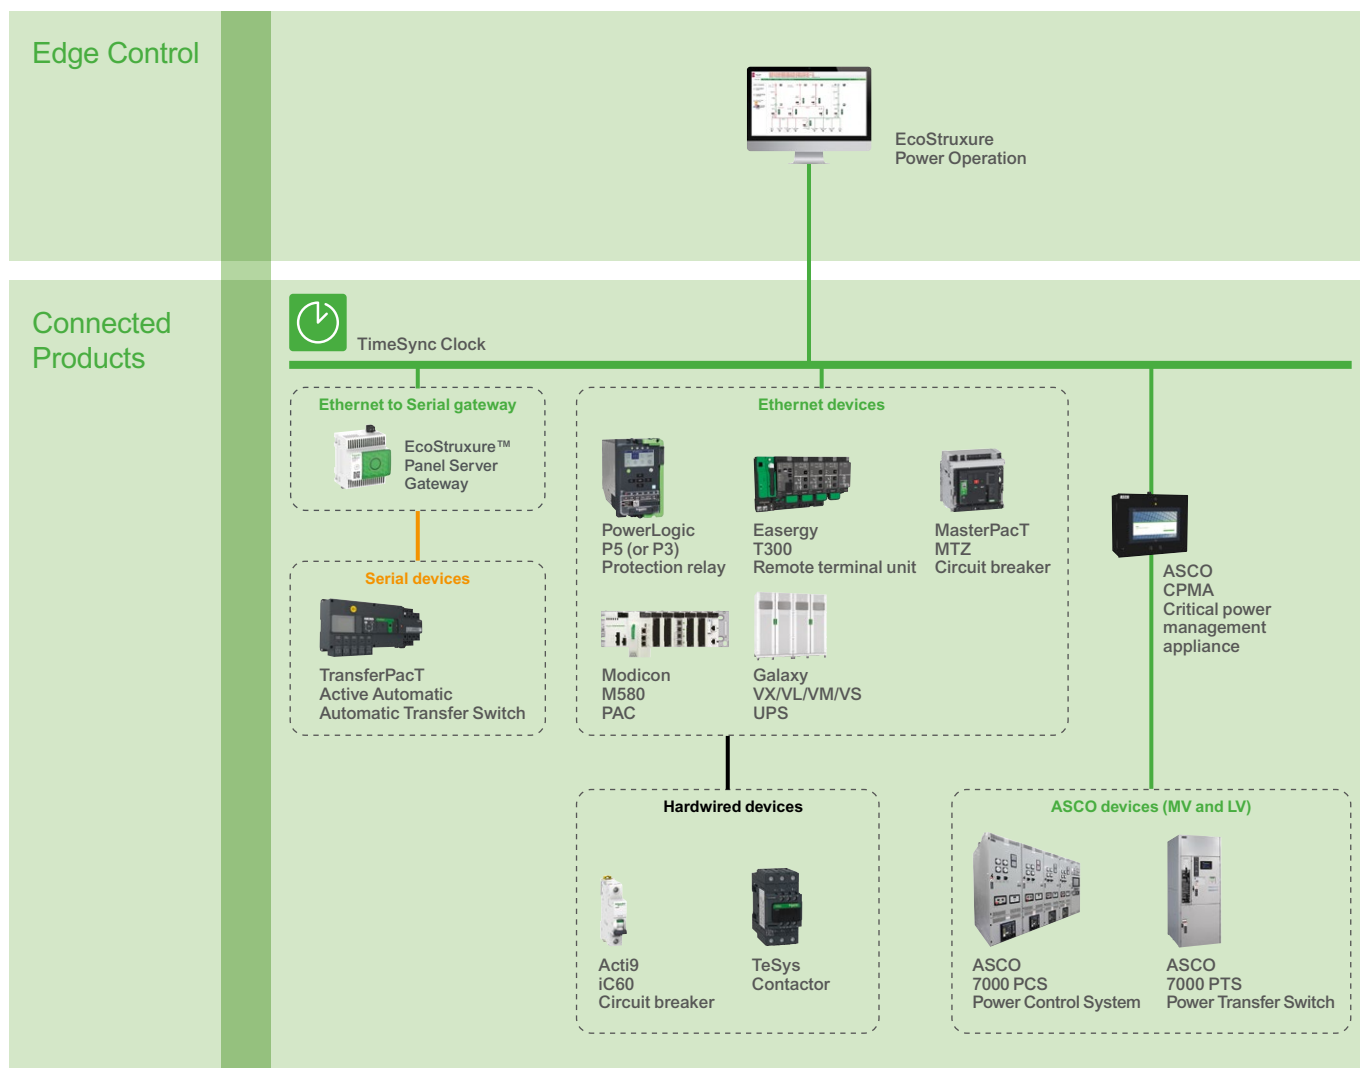 Edge Control
EcoStruxure
Power Operation
Connected
Products
TimeSync Clock
Ethernet to Serial gateway
EcoStruxure™
Panel Server
Gateway
Serial devices
TransferPacT
Active Automatic
Automatic Transfer Switch
Ethernet devices
PowerLogic
P5 (or P3)
Protection relay
Easergy
T300
Remote terminal unit
MasterPacT
MTZ
Circuit breaker
Modicon
M580
PAC
Galaxy
VX/VL/VM/VS
UPS
ASCO
CPMA
Critical power
management
appliance
Hardwired devices
Acti9
iC60
Circuit breaker
TeSys
Contactor
ASCO devices (MV and LV)
ASCO
7000 PCS
Power Control System
ASCO
7000 PTS
Power Transfer Switch